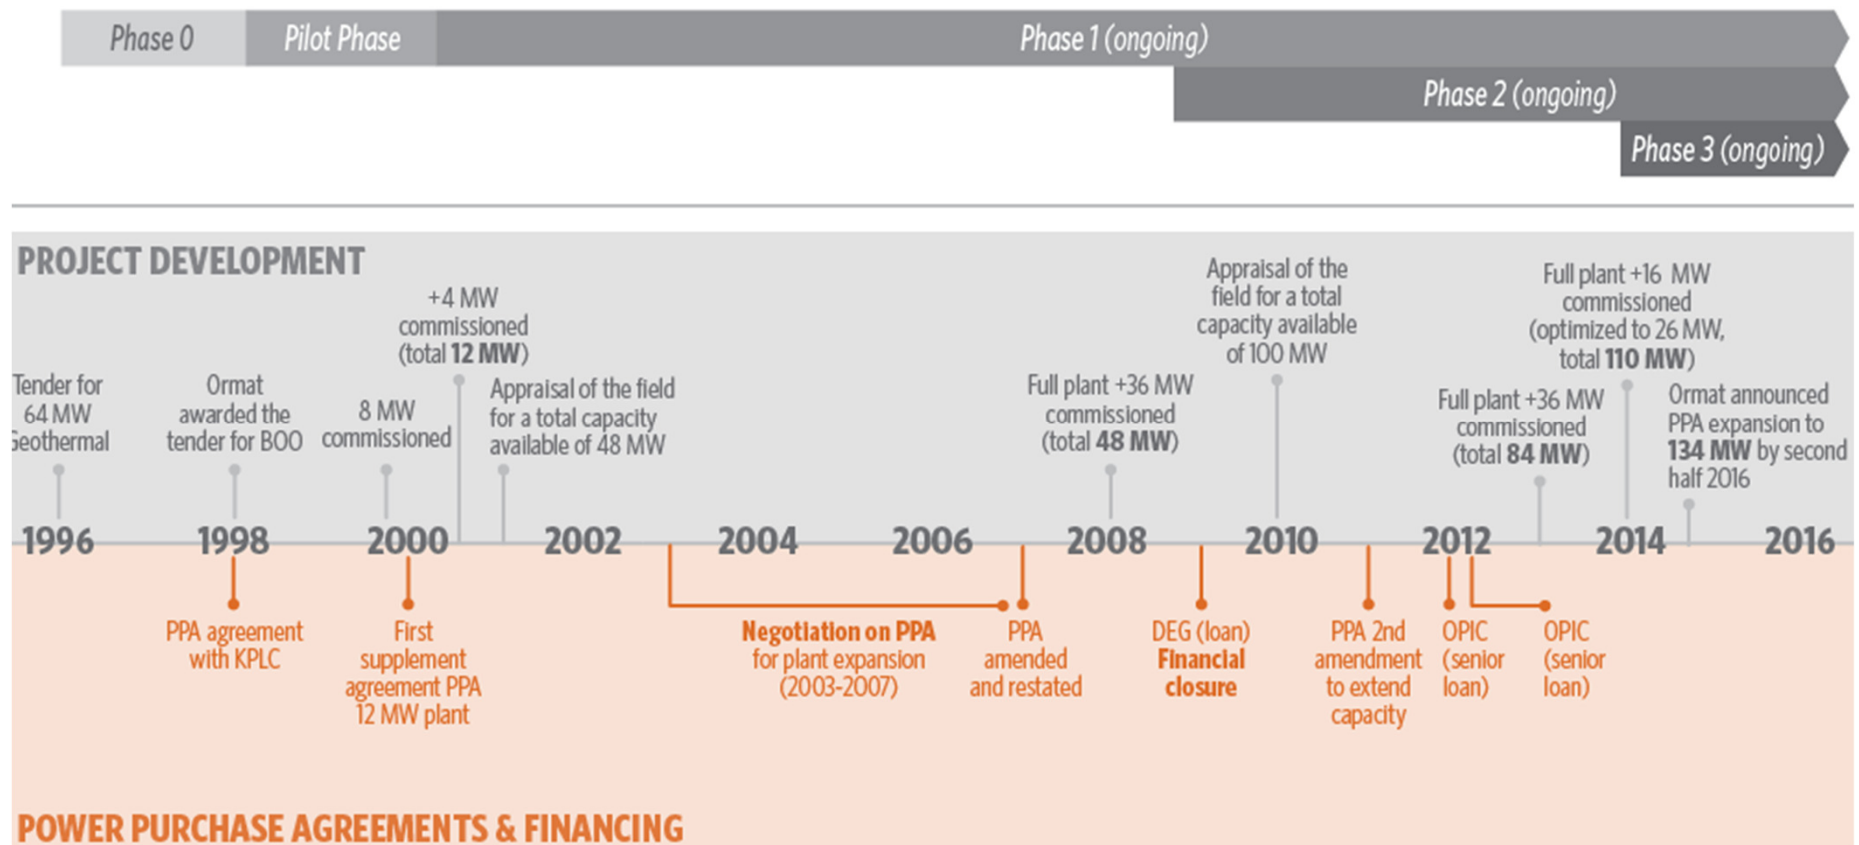 Phase 0
Pilot Phase
Phase 1 (ongoing)
Phase 2 (ongoing)
Phase 3 (ongoing)
PROJECT DEVELOPMENT
Tender for
64 MW
Geothermal
Ormat
awarded the
tender for BOO
8 MW
commissioned
+4 MW
commissioned
(total 12 MW)
Appraisal of the field
for a total capacity
available of 48 MW
Full plant +36 MW
commissioned
(total 48 MW)
Appraisal of the
field for a total
capacity available
of 100 MW
Full plant +36 MW
commissioned
(total 84 MW)
Full plant +16 MW
commissioned
(optimized to 26 MW,
total 110 MW)
Ormat announced
PPA expansion to
134 MW by second
half 2016
1996 1998 2000 2002 2004 2006 2008 2010 2012 2014 2016
PPA agreement
with KPLC
First
supplement
agreement PPA
12 MW plant
Negotiation on PPA
for plant expansion
(2003-2007)
PPA
amended
and restated
DEG (loan)
Financial
closure
PPA 2nd
amendment
to extend
capacity
OPIC
(senior
loan)
OPIC
(senior
loan)
POWER PURCHASE AGREEMENTS & FINANCING